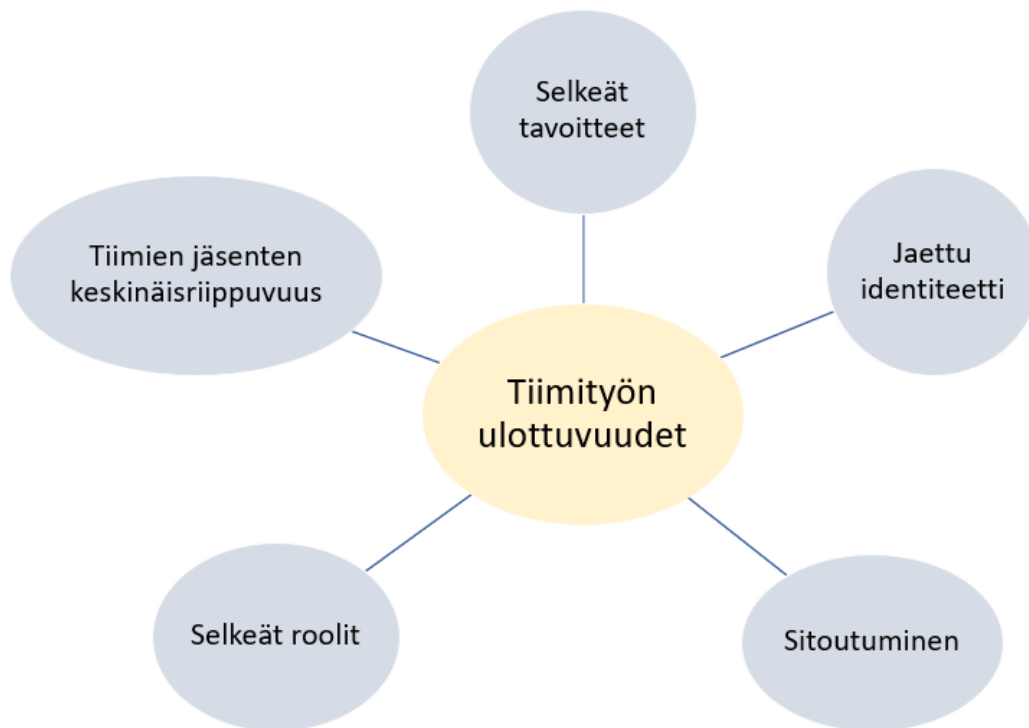 Selkeät
tavoitteet
Jaettu
identiteetti
Tiimien jäsenten
keskinäisriippuvuus
Tiimityön
ulottuvuudet
Selkeät roolit
Sitoutuminen